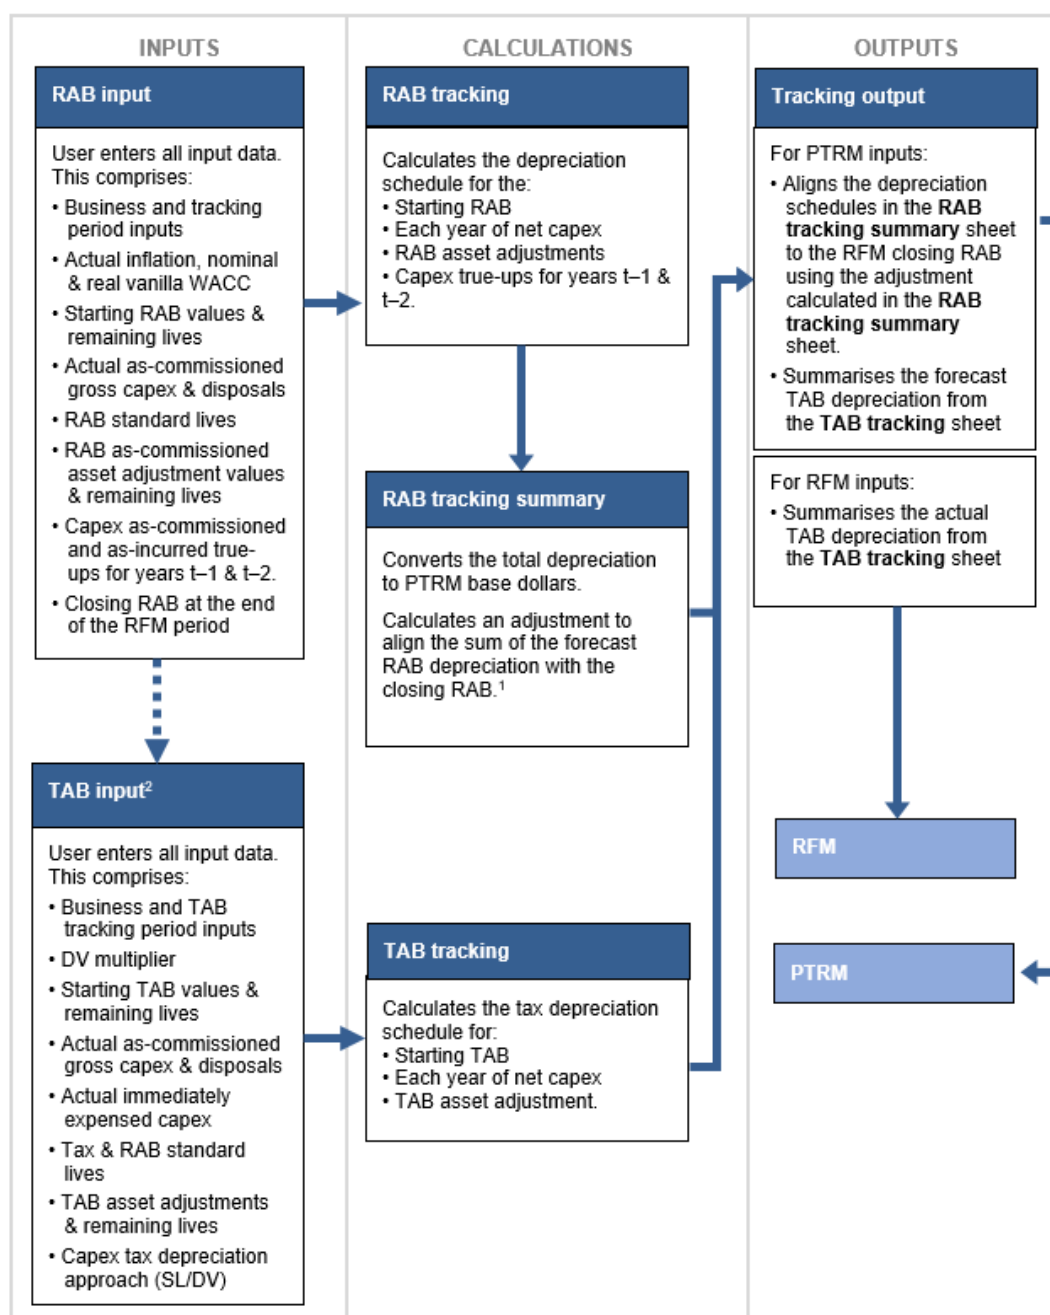 INPUTS
RAB input
User enters all input data.
This comprises:
• Business and tracking
period inputs
• Actual inflation, nominal
& real vanilla WACC
• Starting RAB values &
remaining lives
• Actual as-commissioned
gross capex & disposals
• RAB standard lives
• RAB as-commissioned
asset adjustment values
& remaining lives
• Capex as-commissioned
and as-incurred true-
ups for years t–1 & t–2.
• Closing RAB at the end
of the RFM period
TAB input²
User enters all input data.
This comprises:
• Business and TAB
tracking period inputs
• DV multiplier
• Starting TAB values &
remaining lives
• Actual as-commissioned
gross capex & disposals
• Actual immediately
expensed capex
• Tax & RAB standard
lives
• TAB asset adjustments
& remaining lives
• Capex tax depreciation
approach (SL/DV)
CALCULATIONS
RAB tracking
Calculates the depreciation
schedule for the:
• Starting RAB
• Each year of net capex
• RAB asset adjustments
• Capex true-ups for years t–1 &
t–2.
RAB tracking summary
Converts the total depreciation
to PTRM base dollars.
Calculates an adjustment to
align the sum of the forecast
RAB depreciation with the
closing RAB.¹
TAB tracking
Calculates the tax depreciation
schedule for:
• Starting TAB
• Each year of net capex
• TAB asset adjustment.
OUTPUTS
Tracking output
For PTRM inputs:
• Aligns the depreciation
schedules in the RAB
tracking summary sheet
to the RFM closing RAB
using the adjustment
calculated in the RAB
tracking summary
sheet.
• Summarises the forecast
TAB depreciation from
the TAB tracking sheet
For RFM inputs:
• Summarises the actual
TAB depreciation from
the TAB tracking sheet
RFM
PTRM